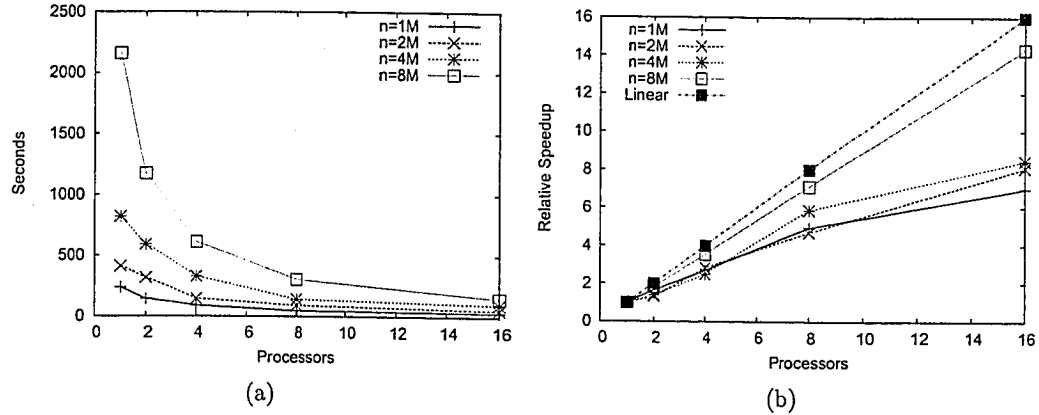 2500
2000
1500
1000
500
0
Seconds
n=1M
n=2M
n=4M
n=8M
0 2 4 6 8 10 12 14 16
Processors
(a)
16
14
12
10
8
6
4
2
0
Relative Speedup
n=1M
n=2M
n=4M
n=8M
Linear
2 4 6 8 10 12 14 16
Processors
(b)